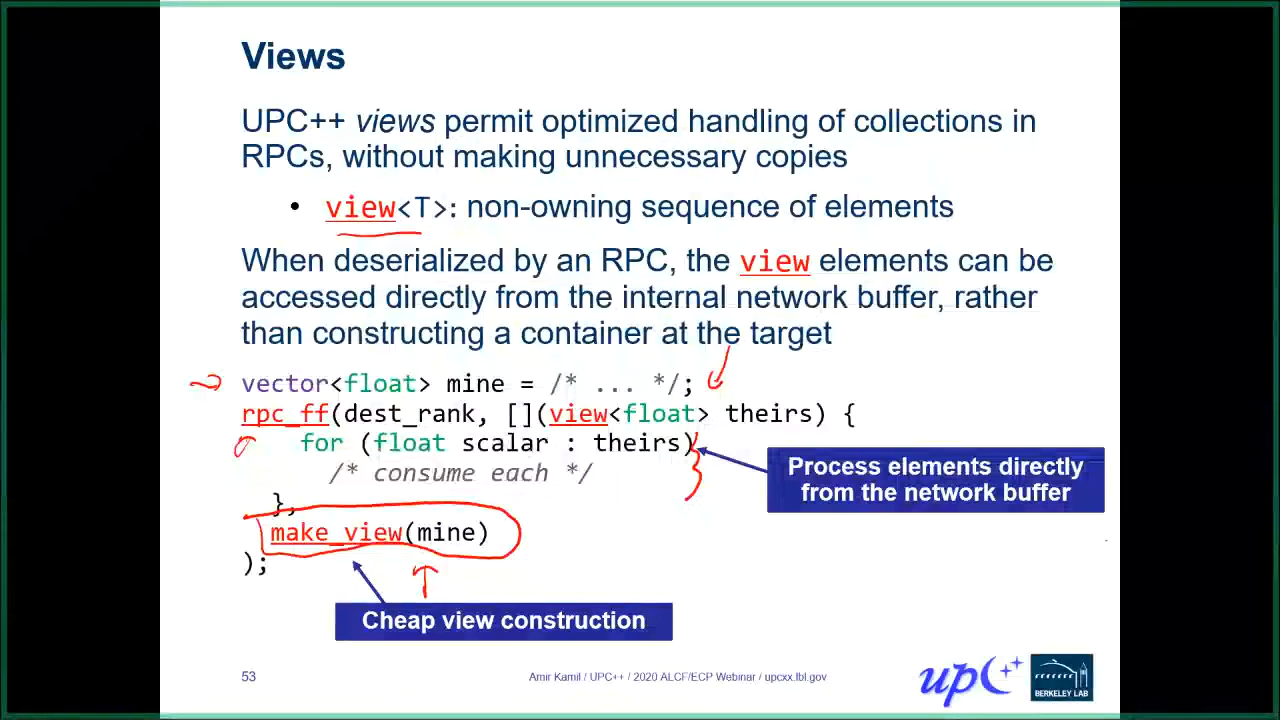 Views
UPC++ views permit optimized handling of collections in
RPCs, without making unnecessary copies
• view<T>: non-owning sequence of elements
When deserialized by an RPC, the view elements can be
accessed directly from the internal network buffer, rather
than constructing a container at the target
vector<float> mine = /* ... */;
rpc_ff(dest_rank, [](view<float> theirs) {
for (float scalar : theirs)
/* consume each */
},
make_view(mine)
);
Process elements directly
from the network buffer
Cheap view construction
53
Amir Kamil / UPC++ / 2020 ALCF/ECP Webinar / upcxx.lbl.gov
upC++
BERKELEY LAB